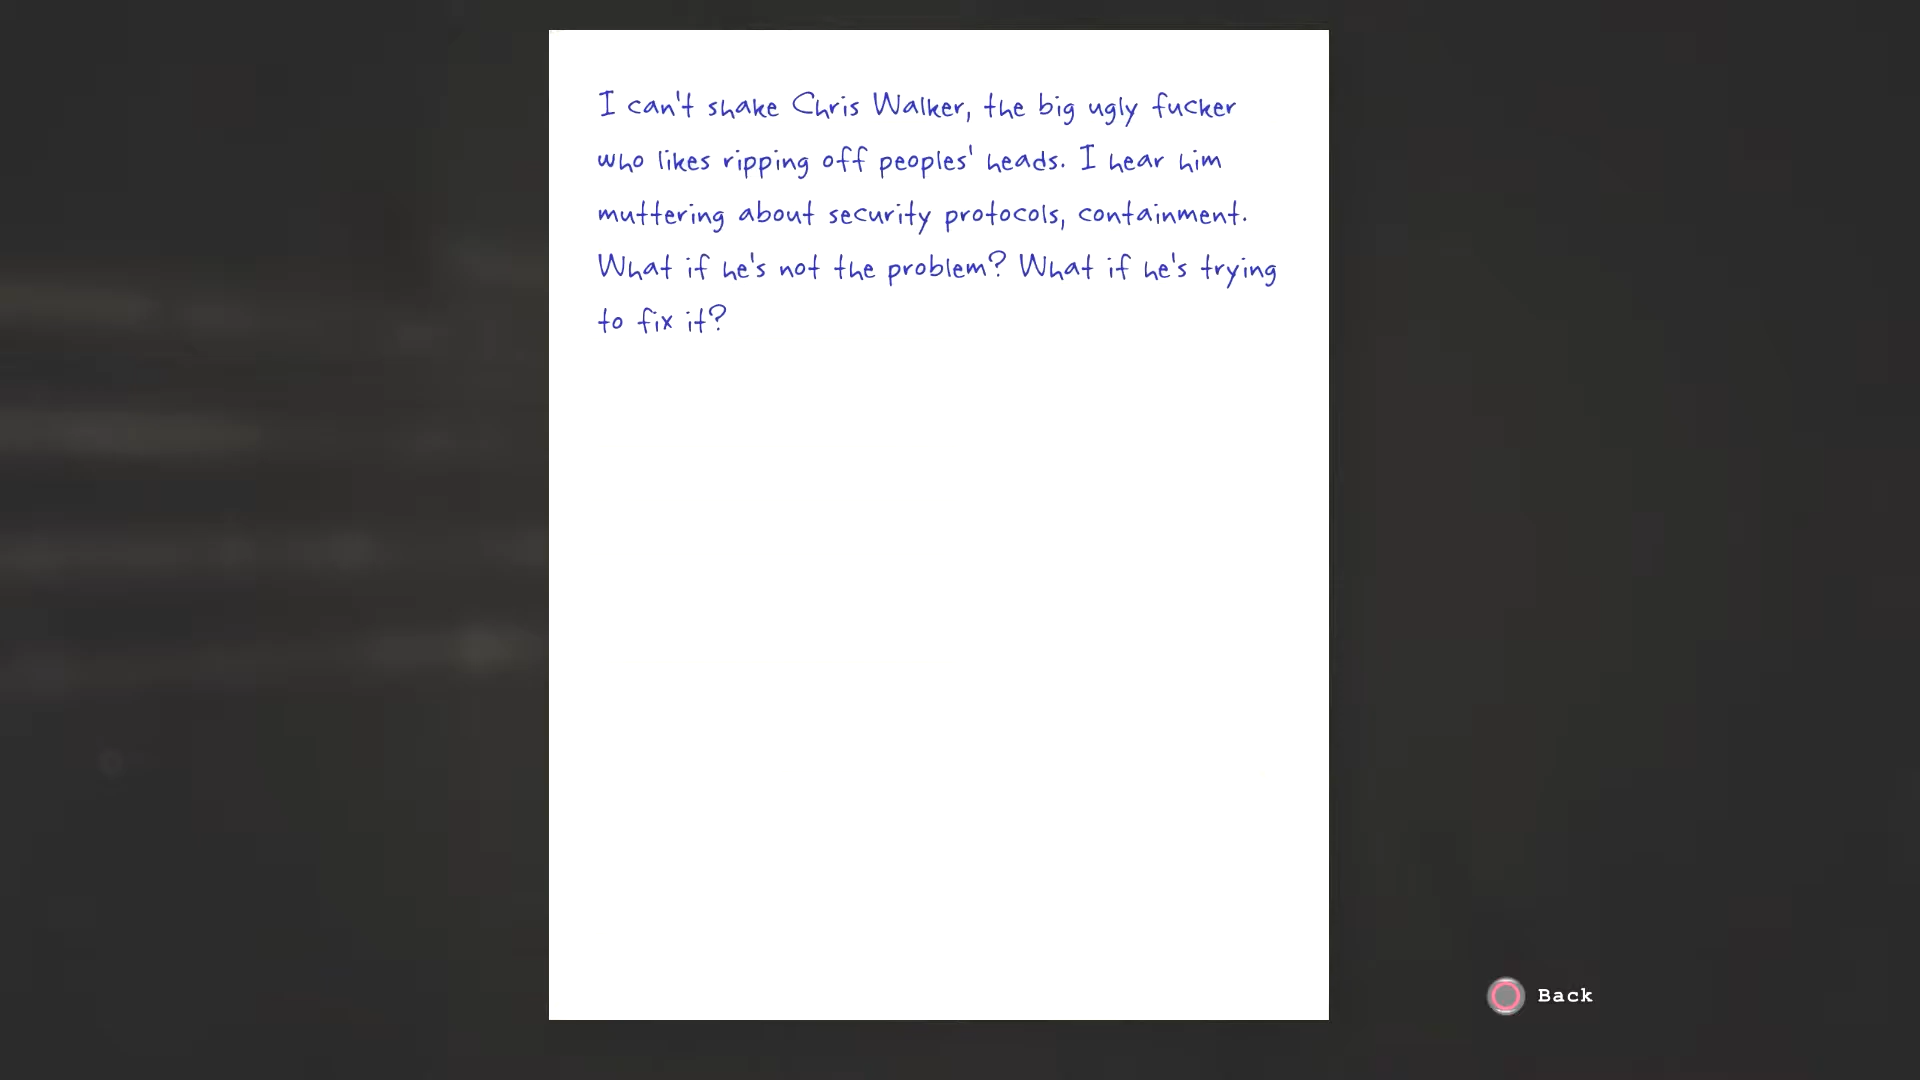 I can't shake Chris Walker, the big ugly fucker
who likes ripping off peoples' heads. I hear him
muttering about security protocols, containment.
What if he's not the problem? What if he's trying
to fix it?
Back